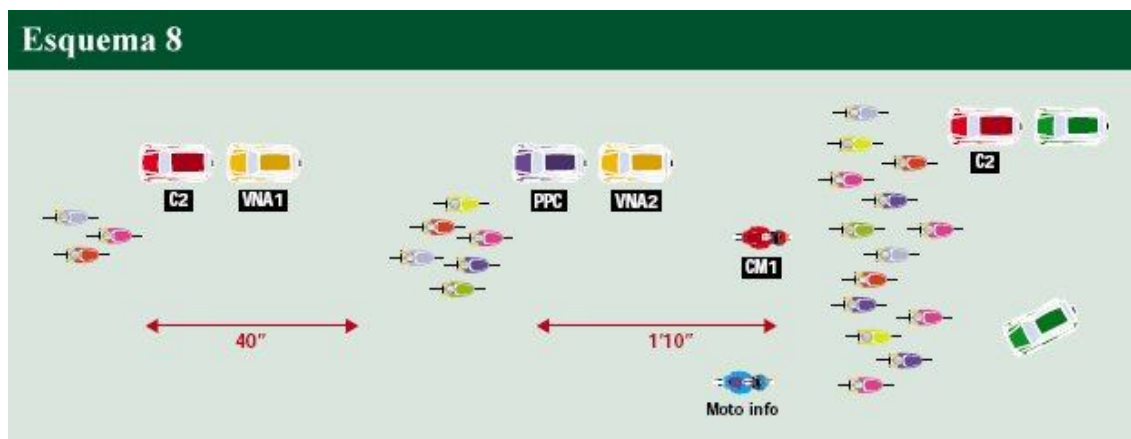 Esquema 8
C2
C2
VNA1
PPC
VNA2
CM1
40"
1'10"
Moto info